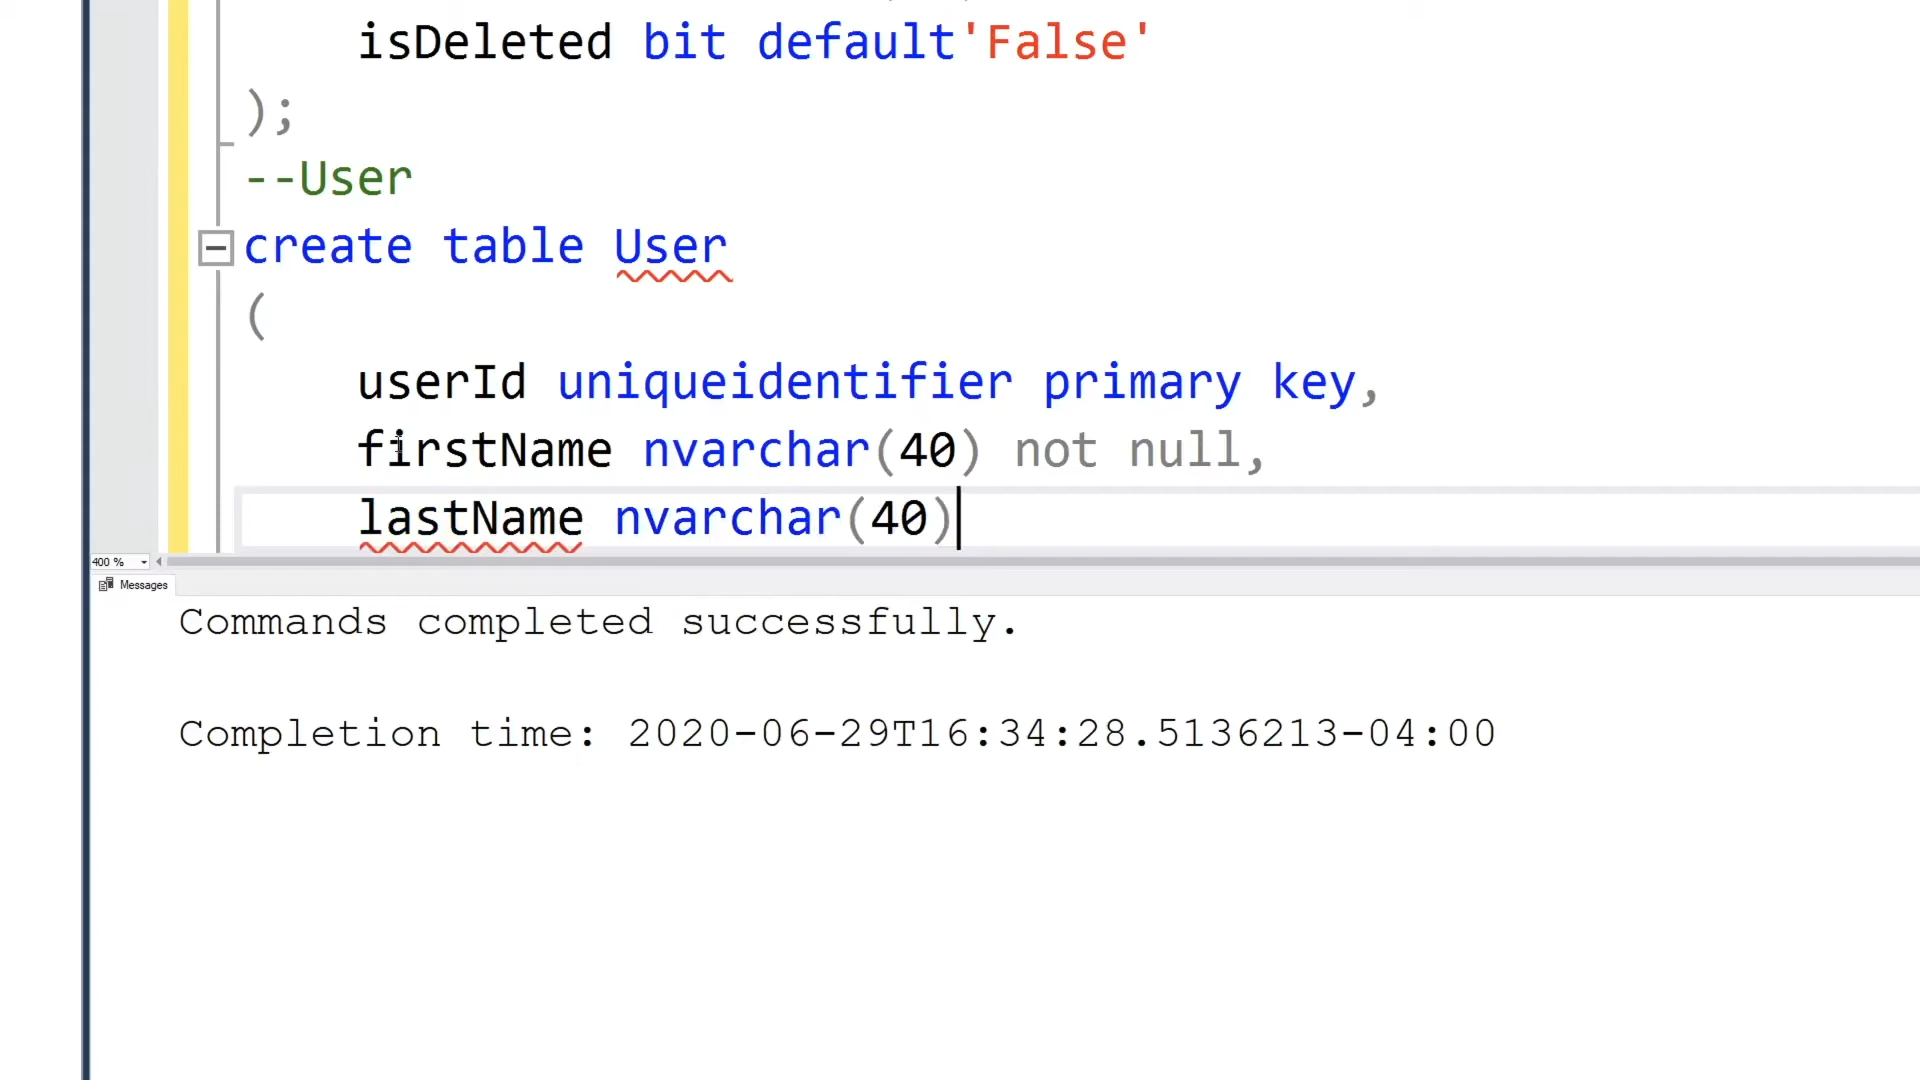 isDeleted bit default'False'
);
--User
create table User
(
userId uniqueidentifier primary key,
firstName nvarchar(40) not null,
lastName nvarchar(40)
400 %
Messages
Commands completed successfully.
Completion time: 2020-06-29T16:34:28.5136213-04:00